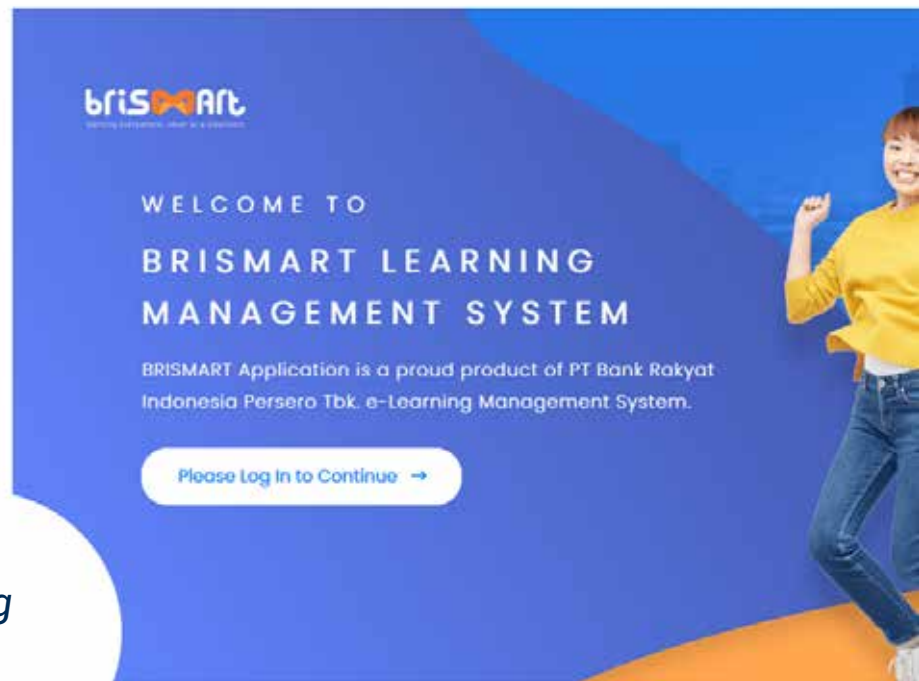 briSMArt
WELCOME TO
BRISMART LEARNING
MANAGEMENT SYSTEM
BRISMART Application is a proud product of PT Bank Rakyat
Indonesia Persero Tbk. e-Learning Management System.
Please Log In to Continue →
g